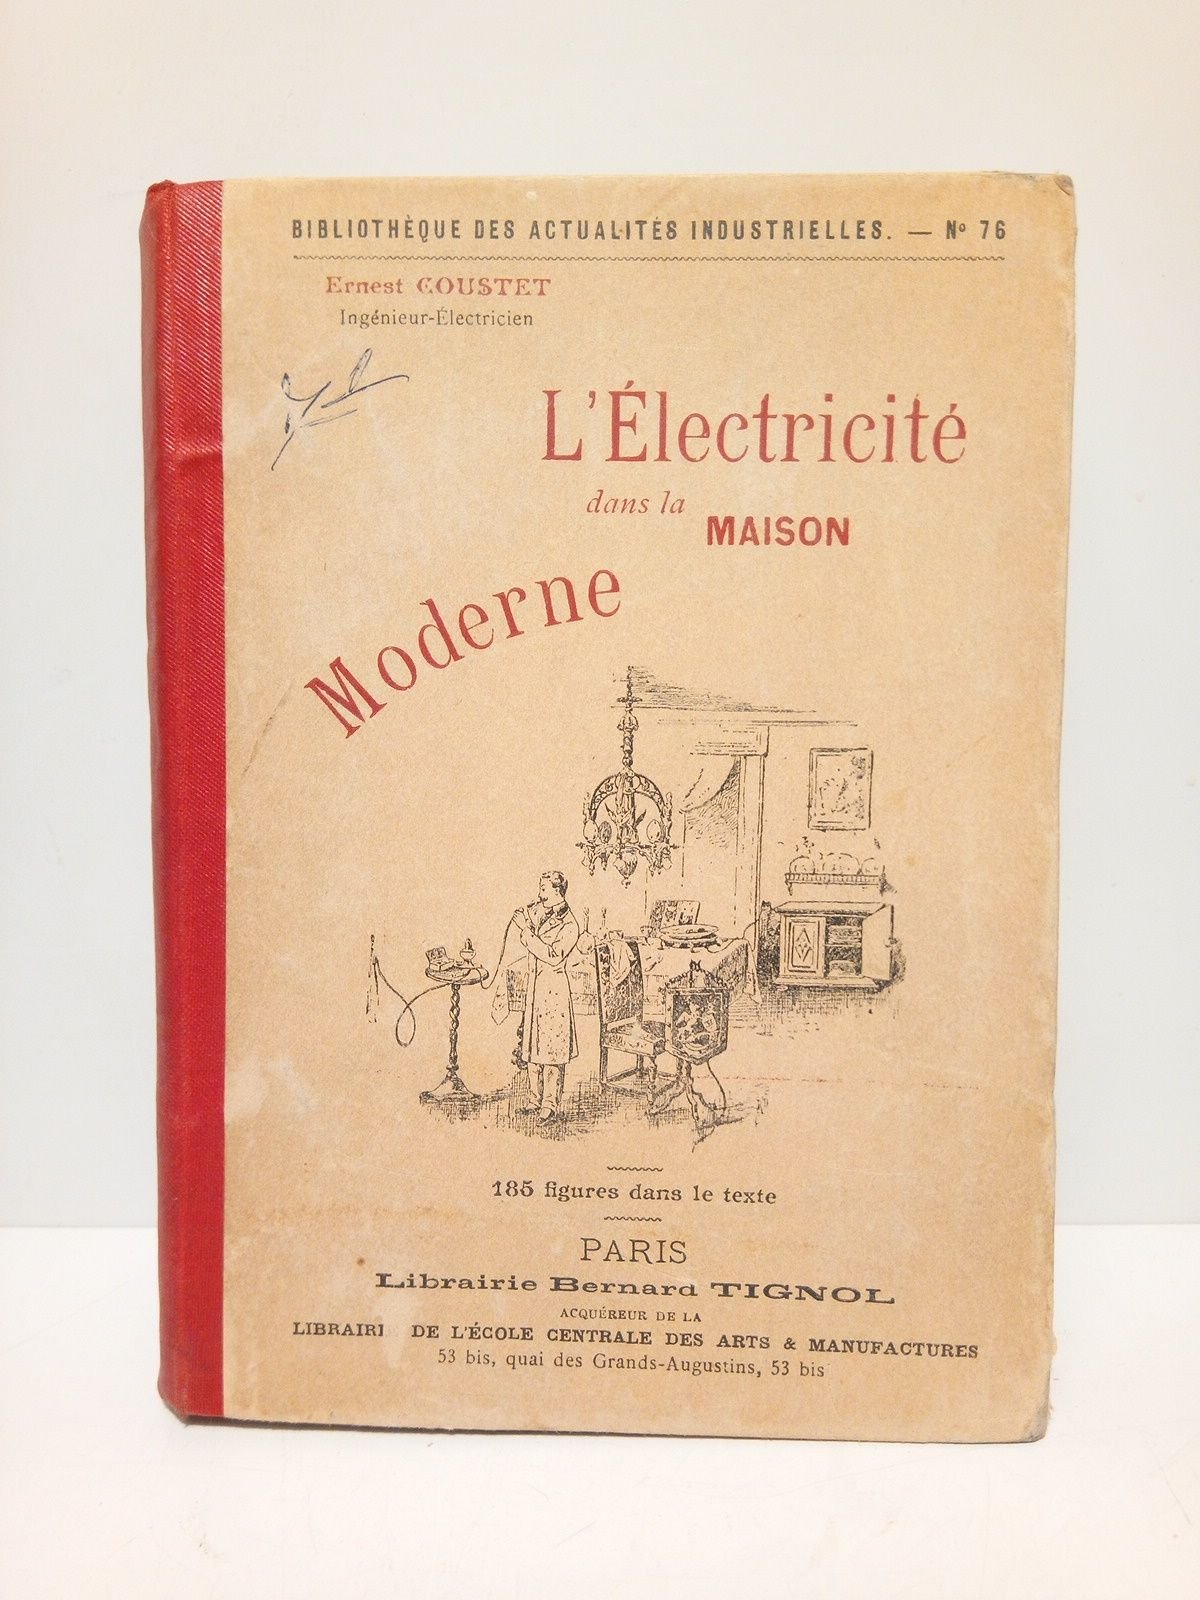 BIBLIOTHÈQUE DES ACTUALITÉS INDUSTRIELLES. — Nº 76
Ernest COUSTET
Ingénieur-Électricien
L'Électricité
dans la
MAISON
Moderne
185 figures dans le texte
PARIS
Librairie Bernard TIGNOL
ACQUÉREUR DE LA
LIBRAIRI DE L'ÉCOLE CENTRALE DES ARTS & MANUFACTURES
53 bis, quai des Grands-Augustins, 53 bis